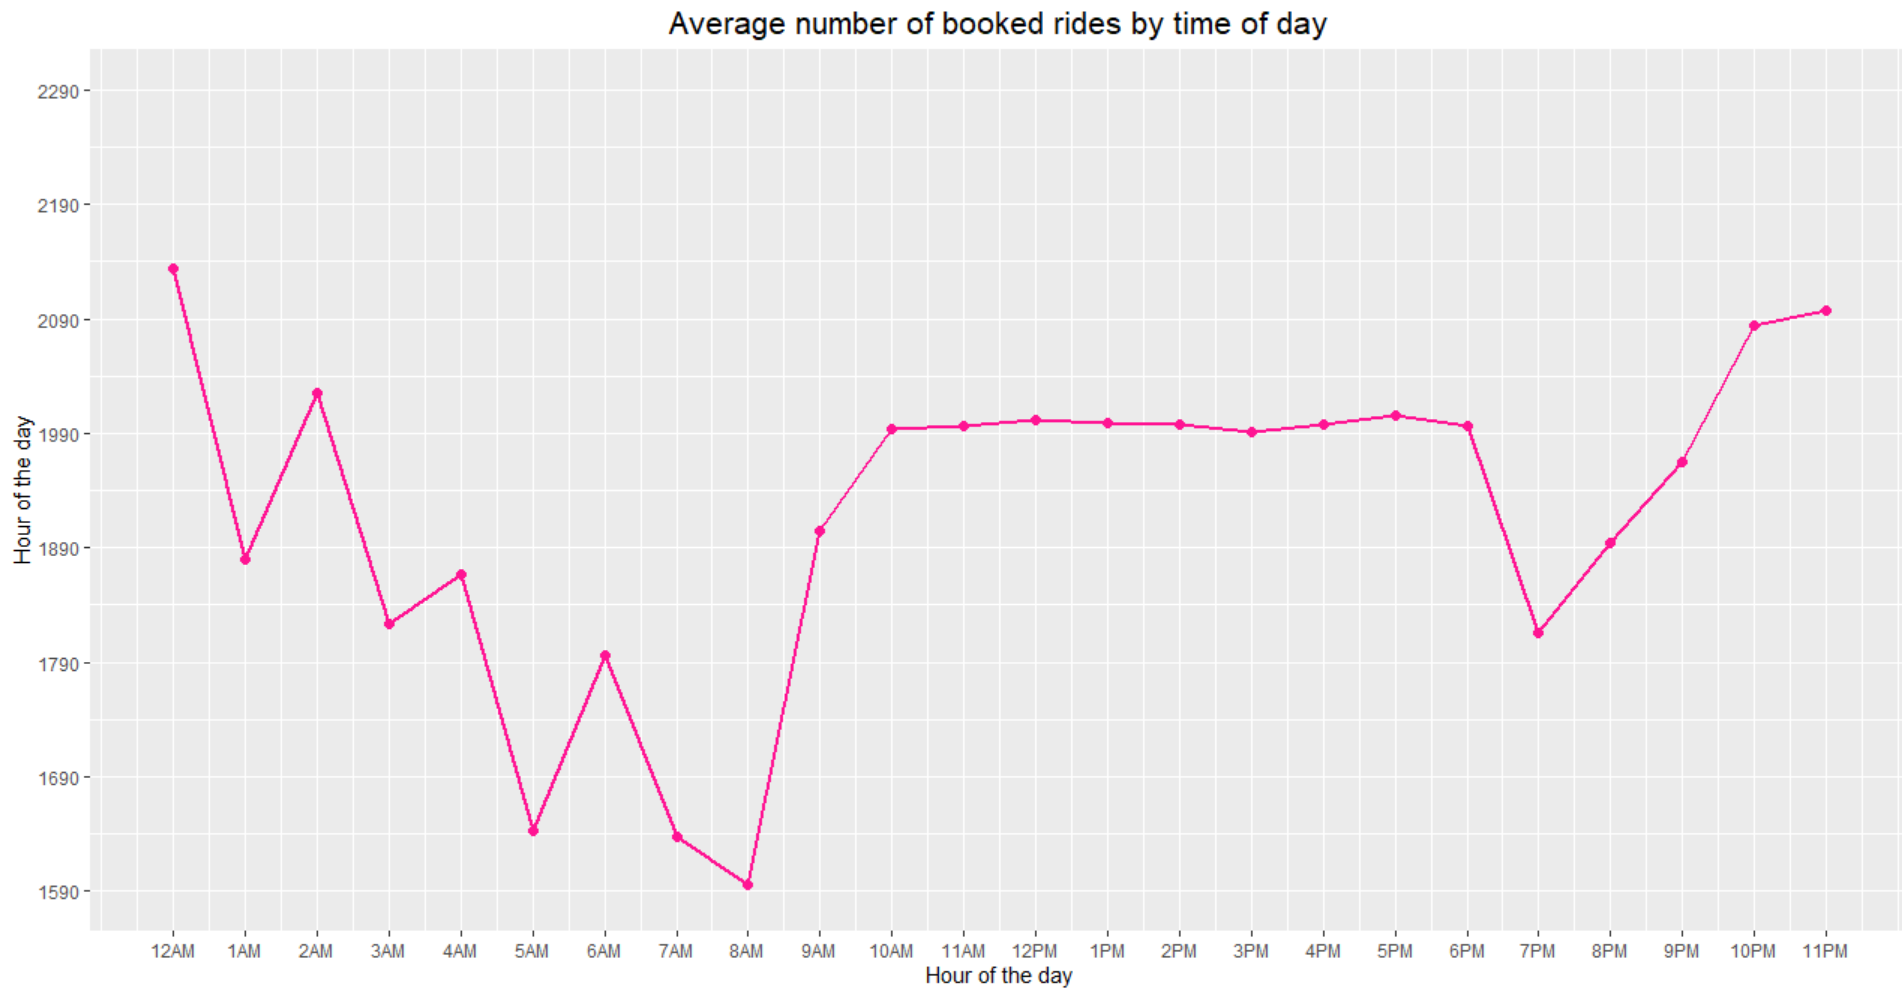 Average number of booked rides by time of day
2290
2190
2090
1990
1890
1790
1690
1590
Hour of the day
12AM 1AM 2AM 3AM 4AM 5AM 6AM 7AM 8AM 9AM 10AM 11AM 12PM 1PM 2PM 3PM 4PM 5PM 6PM 7PM 8PM 9PM 10PM 11PM
Hour of the day